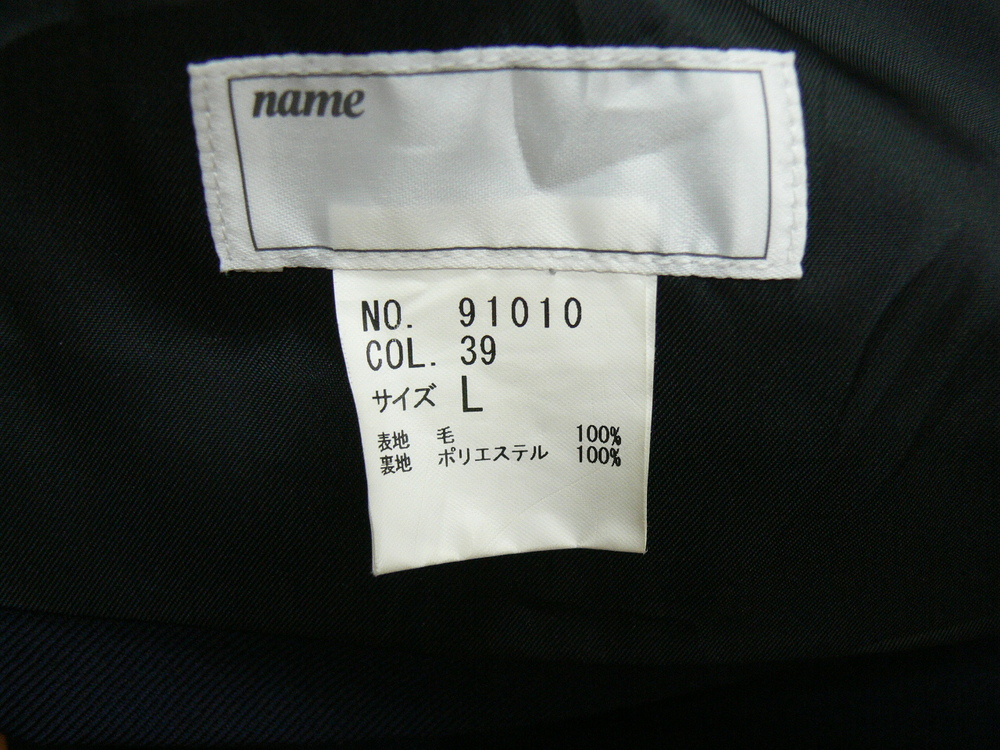 name
NO. 91010
COL. 39
サイズ L
表地 毛 100%
裏地 ポリエステル 100%